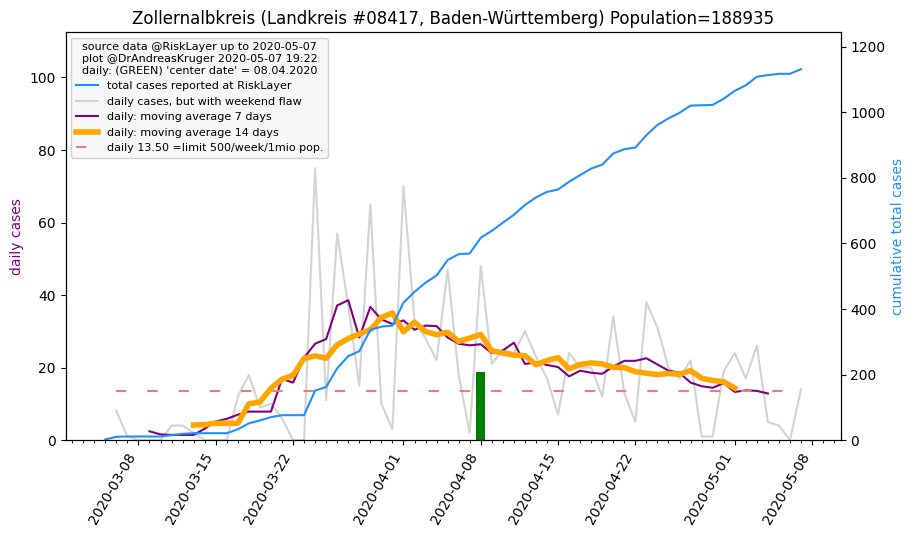 Zollernalbkreis (Landkreis #08417, Baden-Württemberg) Population=188935
source data @RiskLayer up to 2020-05-07
plot @DrAndreasKruger 2020-05-07 19:22
daily: (GREEN) 'center date' = 08.04.2020
total cases reported at RiskLayer
daily cases, but with weekend flaw
daily: moving average 7 days
daily: moving average 14 days
daily 13.50 =limit 500/week/1mio pop.
daily cases
100
80
60
40
20
0
1200
1000
800
600
400
200
0
cumulative total cases
2020-03-08
2020-03-15
2020-03-22
2020-04-01
2020-04-08
2020-04-15
2020-04-22
2020-05-01
2020-05-08